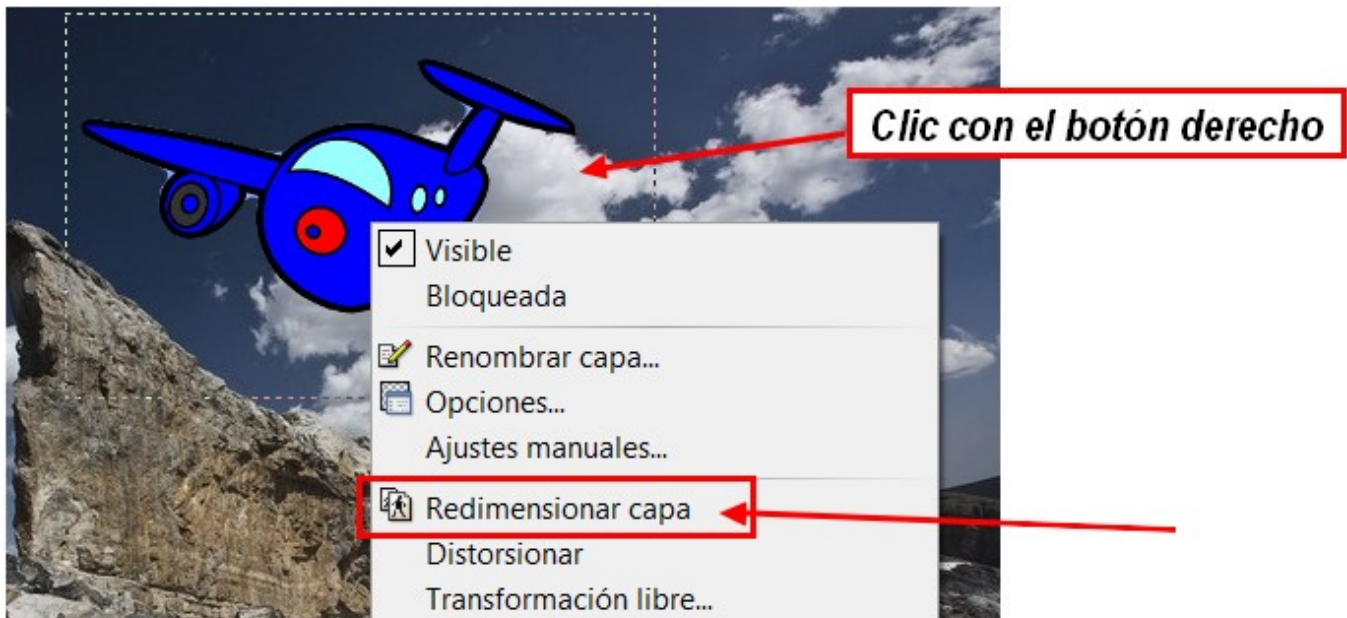 Clic con el botón derecho
Visible
Bloqueada
Renombrar capa...
Opciones...
Ajustes manuales...
Redimensionar capa
Distorsionar
Transformación libre...